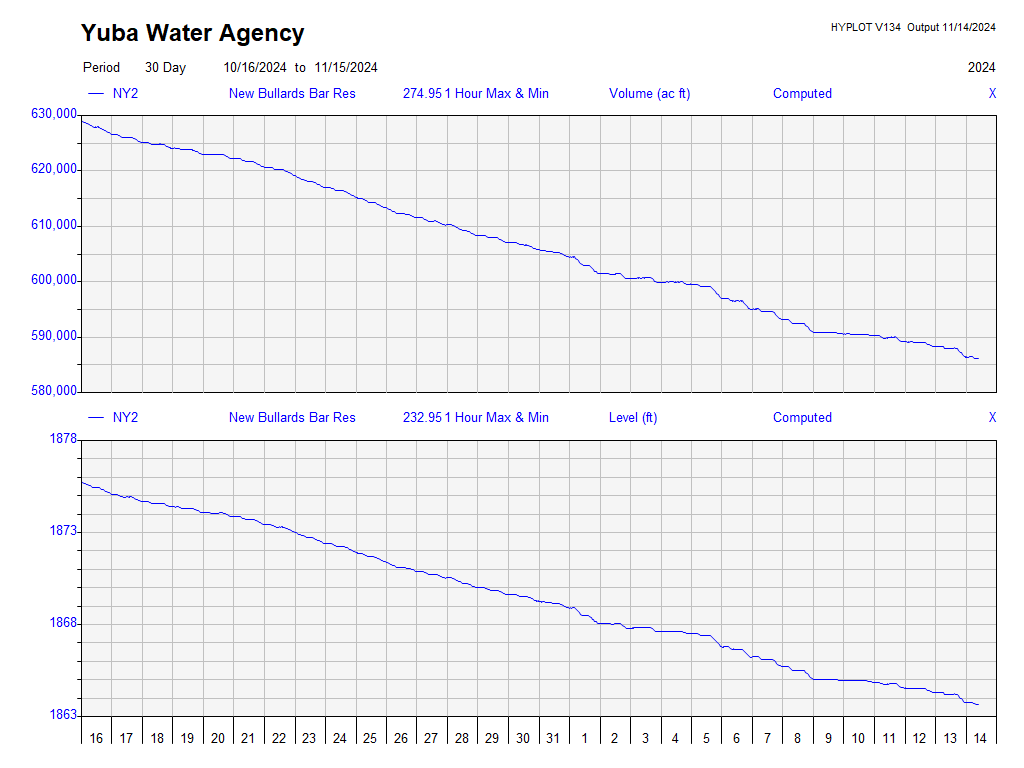 Yuba Water Agency
HYPLOT V134 Output 11/14/2024
Period 30 Day 10/16/2024 to 11/15/2024 2024
NY2 New Bullards Bar Res 274.95 1 Hour Max & Min Volume (ac ft) Computed X
630,000
620,000
610,000
600,000
590,000
580,000
NY2 New Bullards Bar Res 232.95 1 Hour Max & Min Level (ft) Computed X
1878
1873
1868
1863
16 17 18 19 20 21 22 23 24 25 26 27 28 29 30 31 1 2 3 4 5 6 7 8 9 10 11 12 13 14